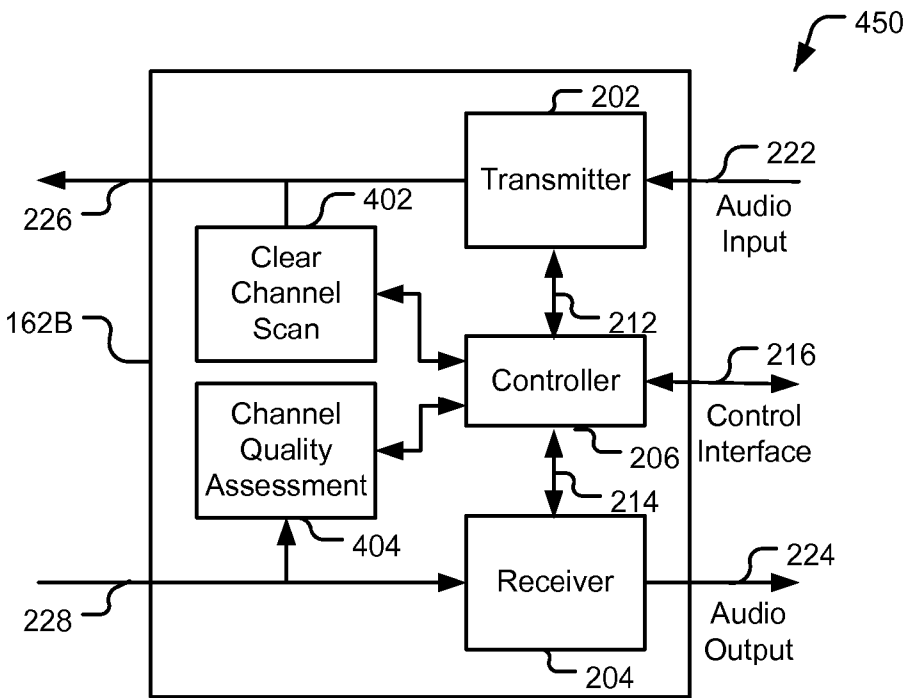 450
202
222
Transmitter
Audio
Input
226
402
Clear
Channel
Scan
212
162B
216
Controller
Control
Interface
Channel
Quality
Assessment
206
214
404
224
Receiver
228
Audio
Output
204